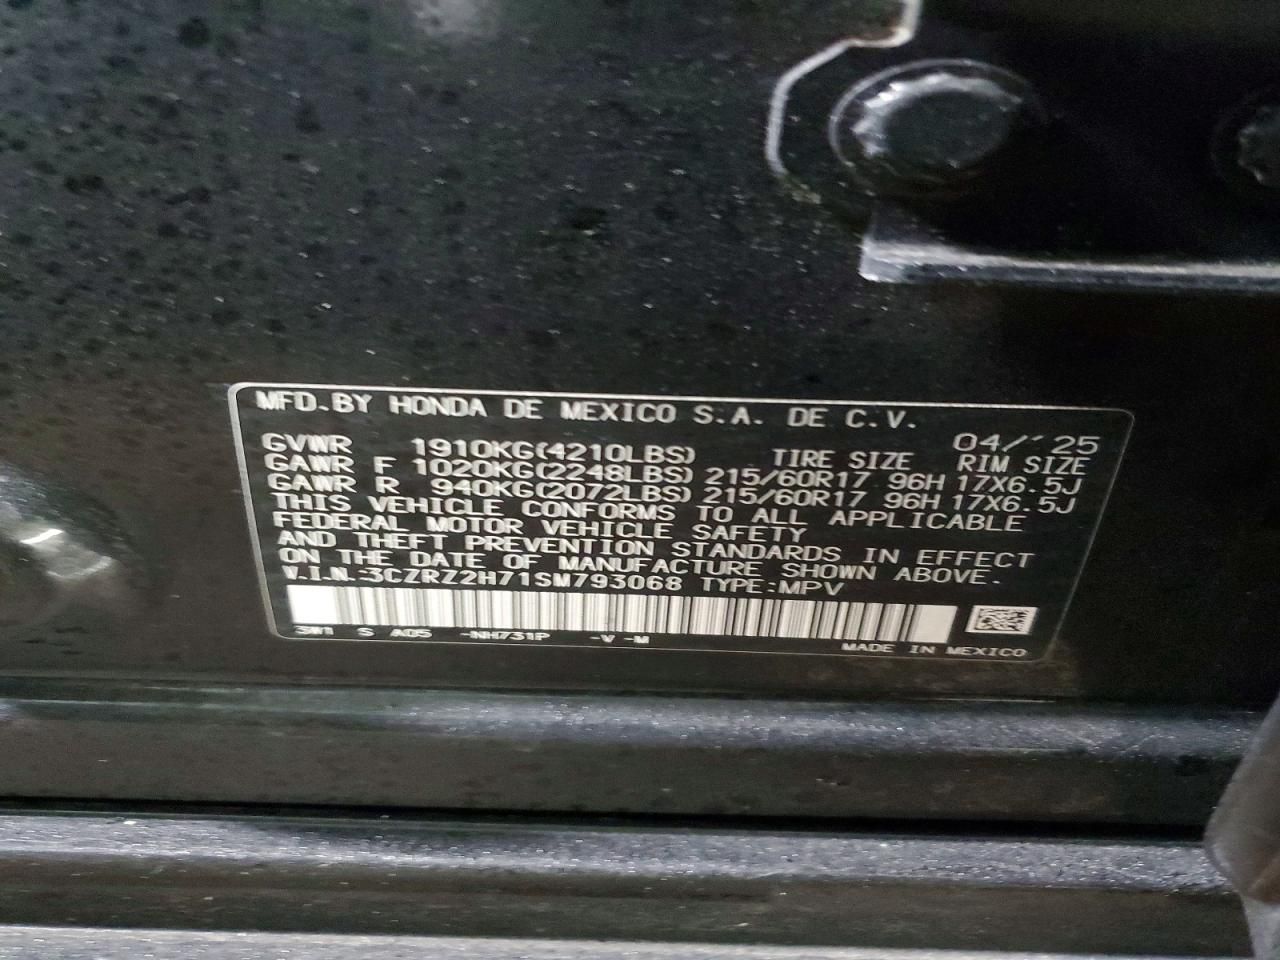 MFD. BY HONDA DE MEXICO S.A. DE C.V.
04/ 25
GVWR 1910KG(4210LBS) TIRE SIZE RIM SIZE
GAWR F 1020KG(2248LBS) 215/60R17 96H 17X6.5J
GAWR R 940KG(2072LBS) 215/60R17 96H 17X6.5J
THIS VEHICLE CONFORMS TO ALL APPLICABLE
FEDERAL MOTOR VEHICLE SAFETY
AND THEFT PREVENTION STANDARDS IN EFFECT
ON THE DATE OF MANUFACTURE SHOWN ABOVE.
V.I.N.:3CZRZ2H71SM793068 TYPE:MPV
3W1 S A05 -NH731P -V -M
MADE IN MEXICO